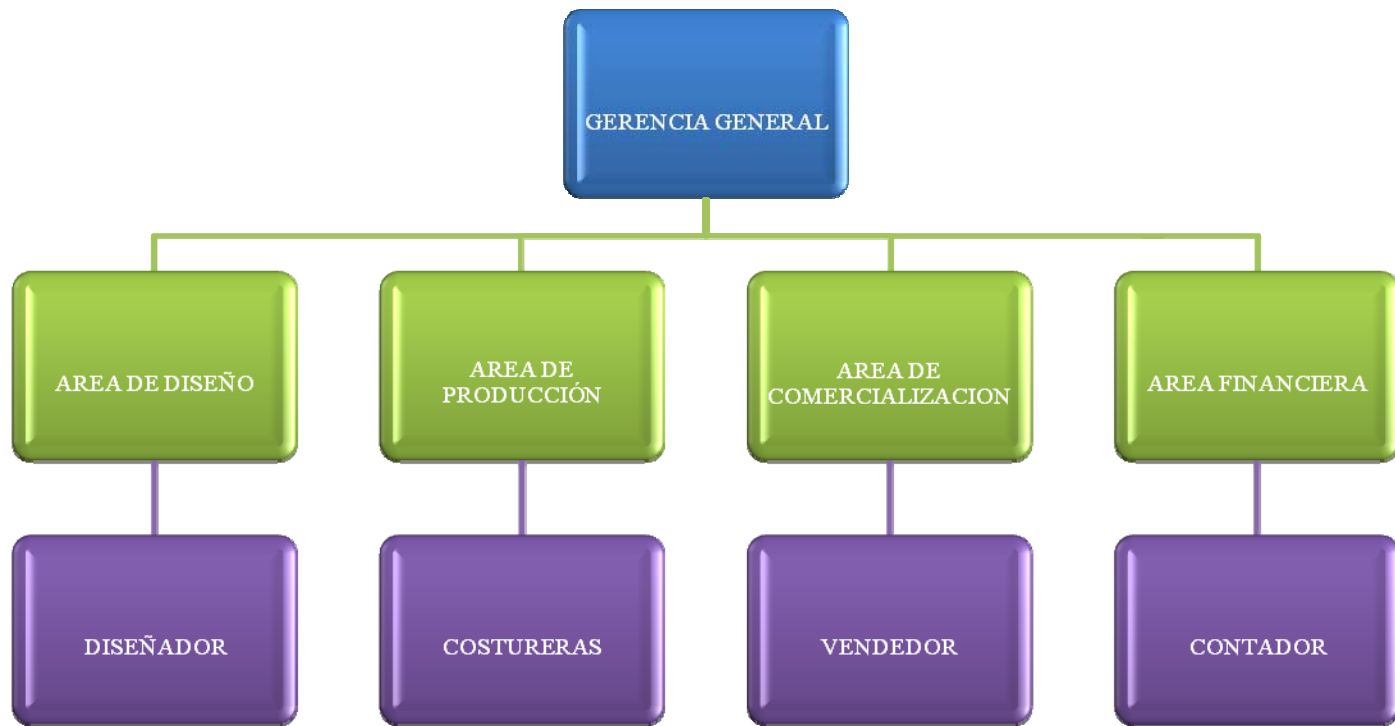 GERENCIA GENERAL
AREA DE DISEÑO
AREA DE
PRODUCCIÓN
AREA DE
COMERCIALIZACION
AREA FINANCIERA
DISEÑADOR
COSTURERAS
VENDEDOR
CONTADOR